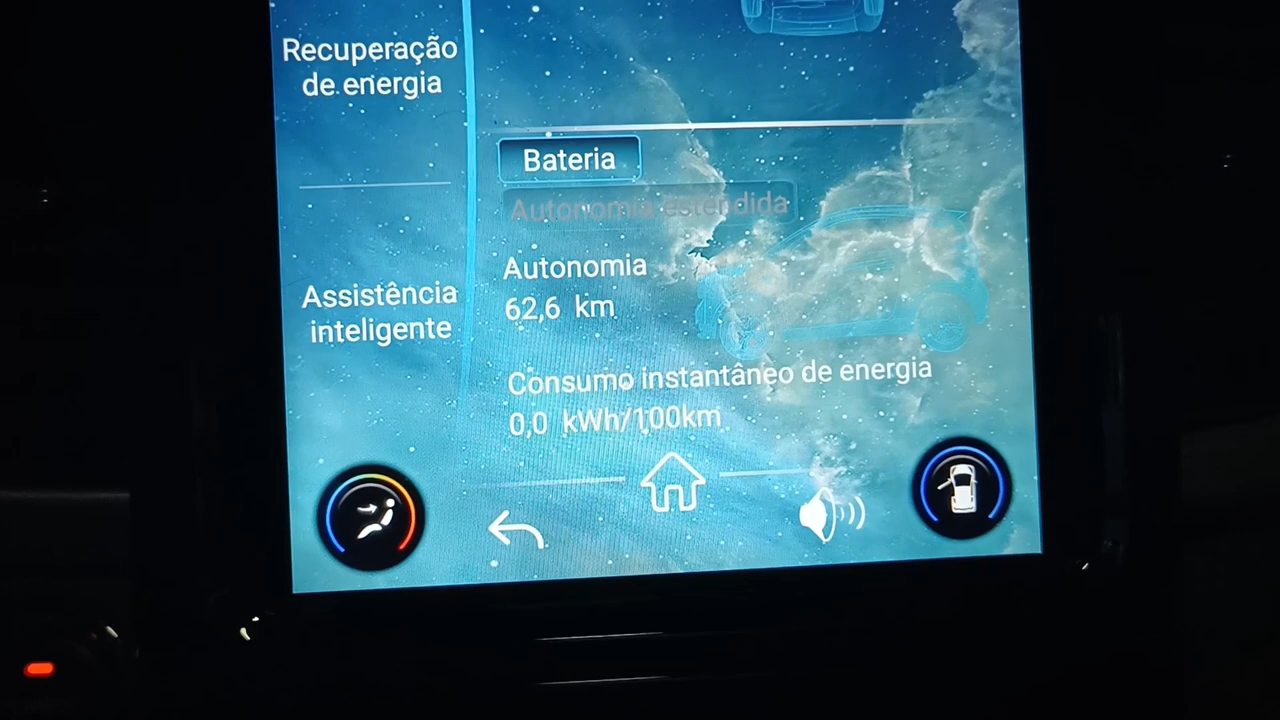 Recuperação
de energia
Bateria
Autonomia estendida
Autonomia
62,6 km
Assistência
inteligente
Consumo instantâneo de energia
0,0 kWh/100km